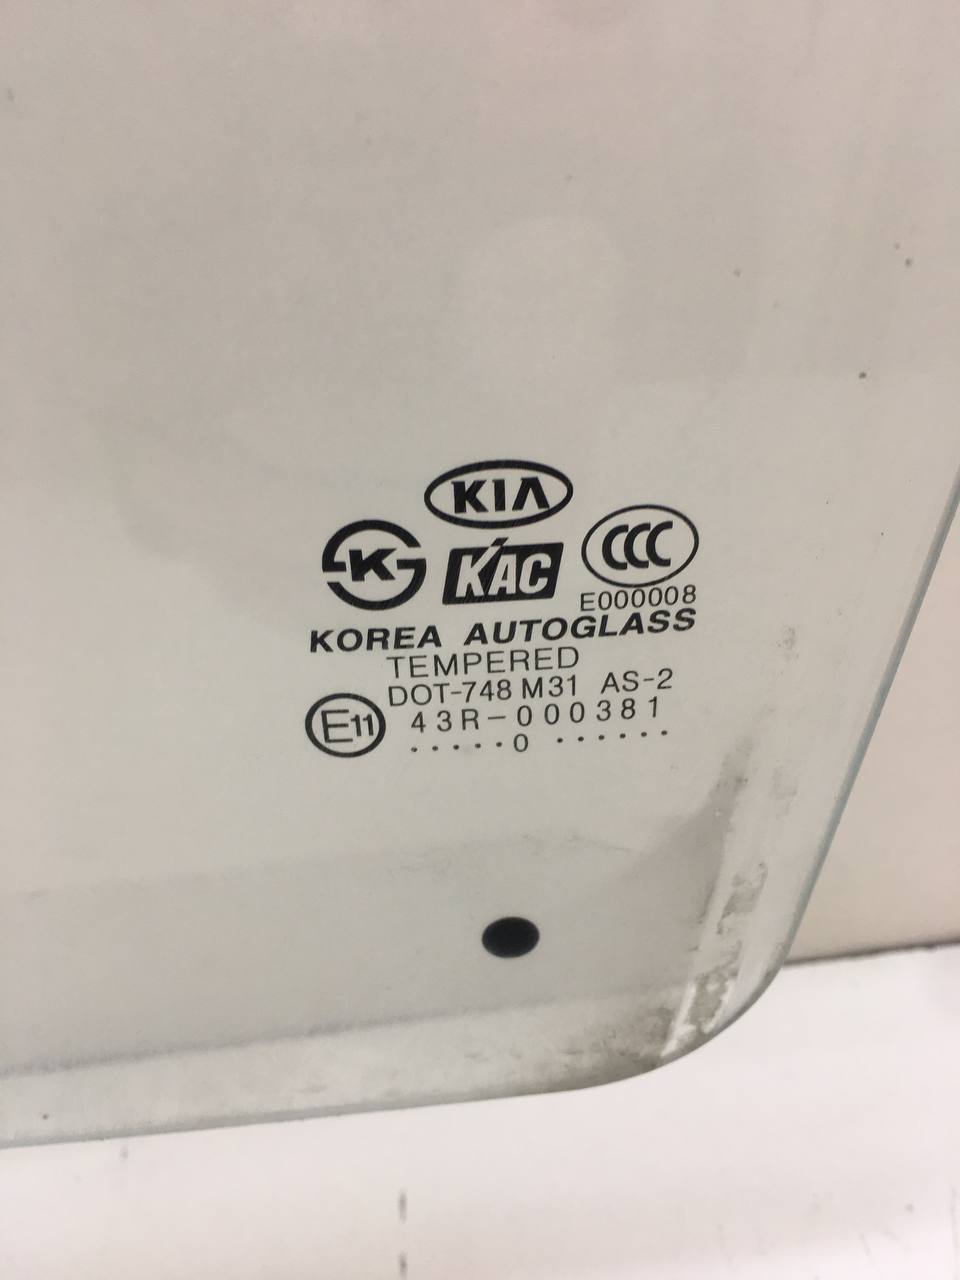 KIA
K
KAC
CCC
E000008
KOREA AUTOGLASS
TEMPERED
DOT-748 M31 AS-2
E11
43R-000381
.....0 ......